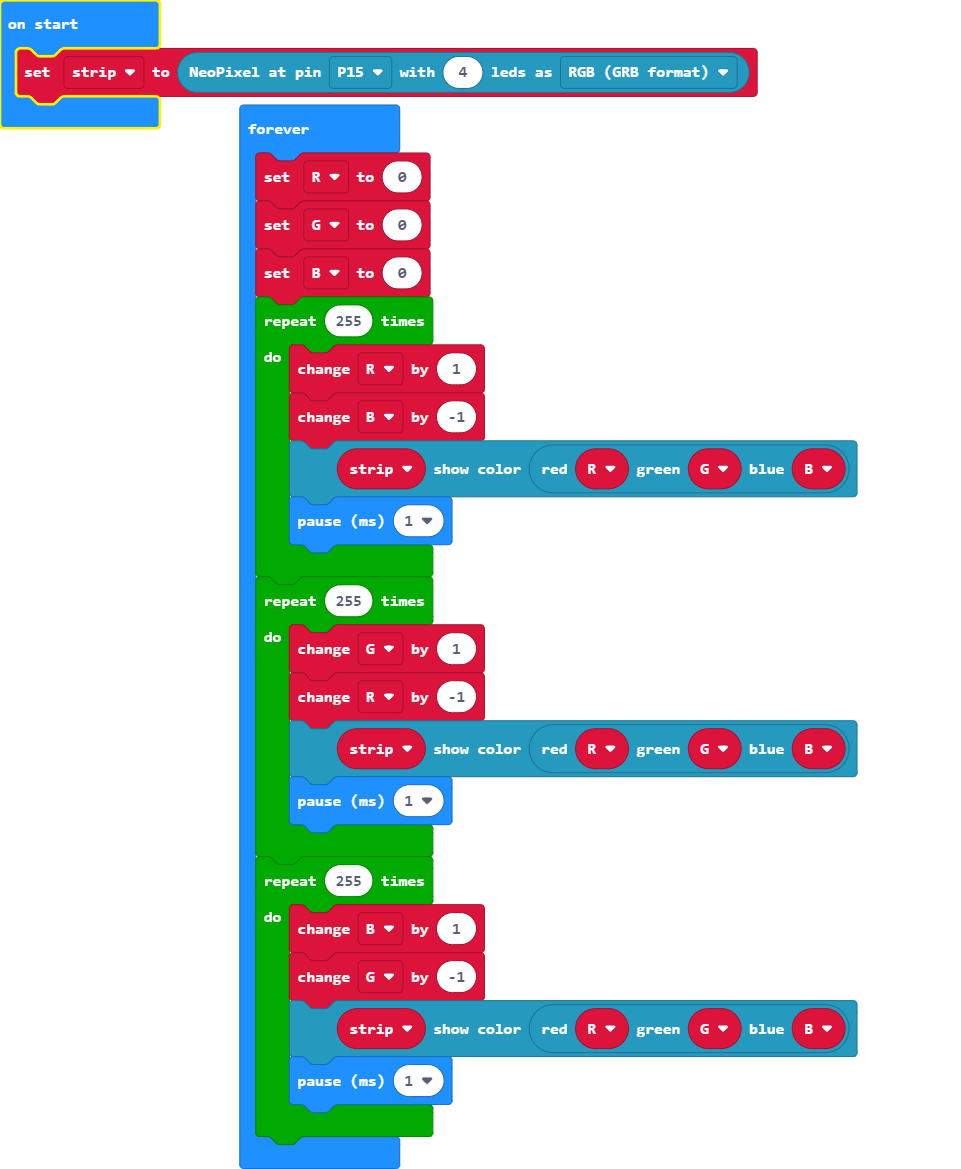 on start
set strip to NeoPixel at pin P15 with 4 leds as RGB (GRB format)
forever
set R to 0
set G to 0
set B to 0
repeat 255 times
do
change R by 1
change B by -1
strip show color red R green G blue B
pause (ms) 1
repeat 255 times
do
change G by 1
change R by -1
strip show color red R green G blue B
pause (ms) 1
repeat 255 times
do
change B by 1
change G by -1
strip show color red R green G blue B
pause (ms) 1